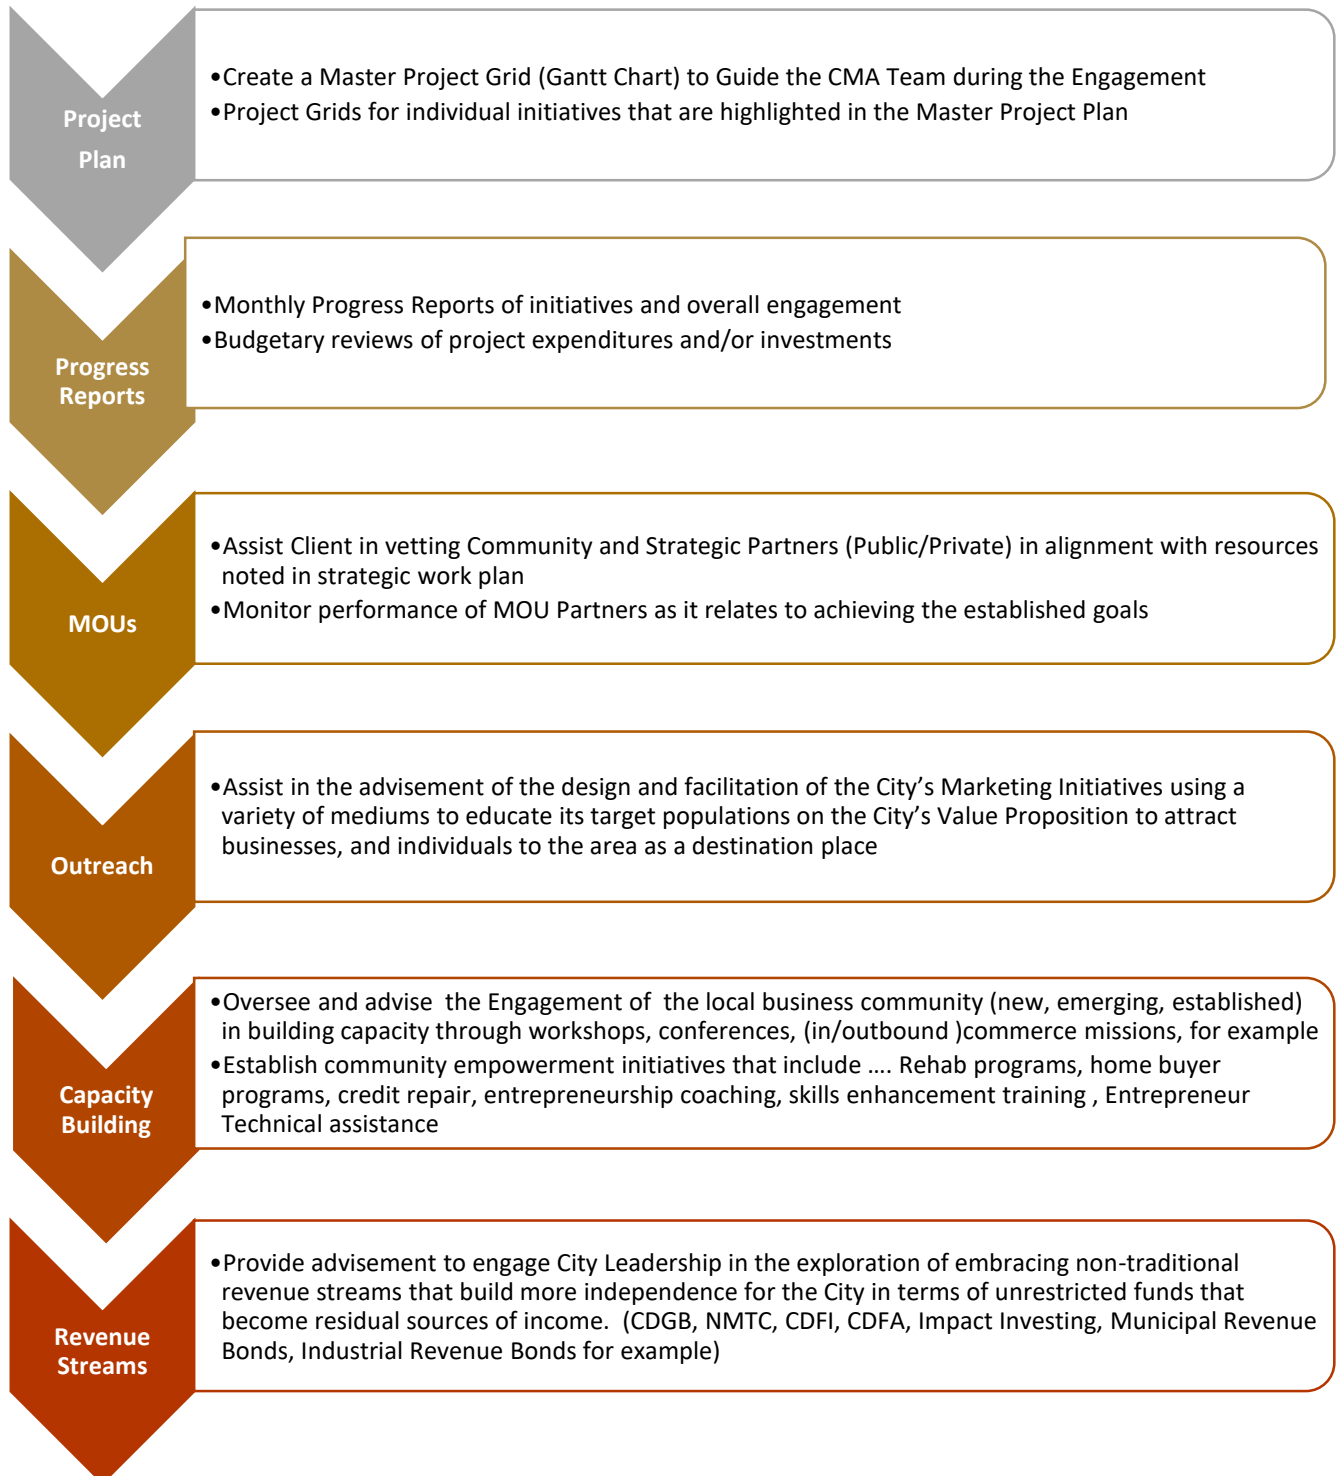 Project
Plan
•Create a Master Project Grid (Gantt Chart) to Guide the CMA Team during the Engagement
•Project Grids for individual initiatives that are highlighted in the Master Project Plan
Progress
Reports
•Monthly Progress Reports of initiatives and overall engagement
•Budgetary reviews of project expenditures and/or investments
MOUs
•Assist Client in vetting Community and Strategic Partners (Public/Private) in alignment with resources
noted in strategic work plan
•Monitor performance of MOU Partners as it relates to achieving the established goals
Outreach
•Assist in the advisement of the design and facilitation of the City’s Marketing Initiatives using a
variety of mediums to educate its target populations on the City’s Value Proposition to attract
businesses, and individuals to the area as a destination place
Capacity
Building
•Oversee and advise  the Engagement of  the local business community (new, emerging, established)
in building capacity through workshops, conferences, (in/outbound )commerce missions, for example
•Establish community empowerment initiatives that include .... Rehab programs, home buyer
programs, credit repair, entrepreneurship coaching, skills enhancement training , Entrepreneur
Technical assistance
Revenue
Streams
•Provide advisement to engage City Leadership in the exploration of embracing non-traditional
revenue streams that build more independence for the City in terms of unrestricted funds that
become residual sources of income.  (CDGB, NMTC, CDFI, CDFA, Impact Investing, Municipal Revenue
Bonds, Industrial Revenue Bonds for example)